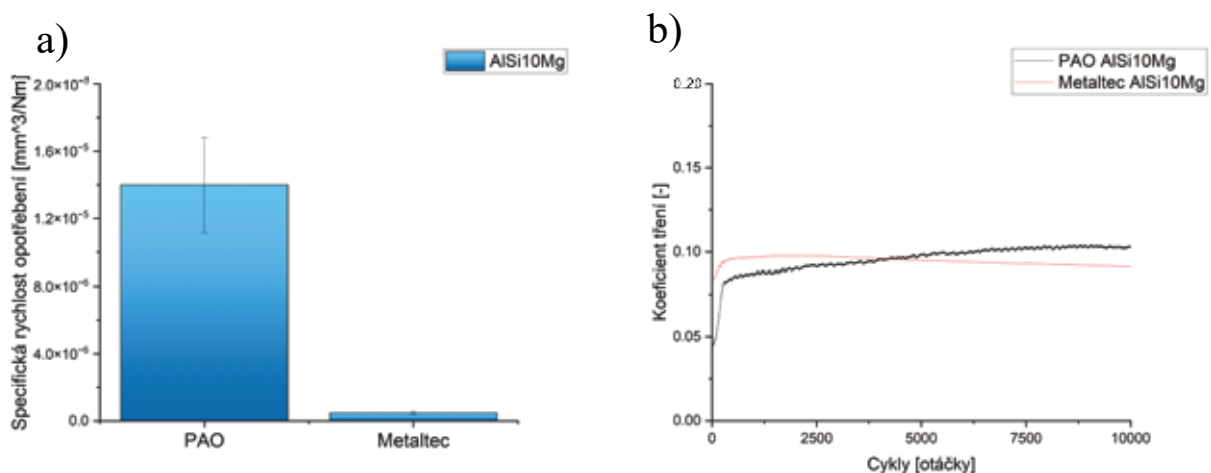 a)
AlSi10Mg
Specifická rychlost opotřebení [mm^3/Nm]
2.0×10⁻⁵
1.6×10⁻⁵
1.2×10⁻⁵
8.0×10⁻⁶
4.0×10⁻⁶
0.0
PAO
Metaltec
b)
PAO AlSi10Mg
Metaltec AlSi10Mg
Koeficient tření [-]
0.20
0.15
0.10
0.05
0.00
0
2500
5000
7500
10000
Cykly [otáčky]